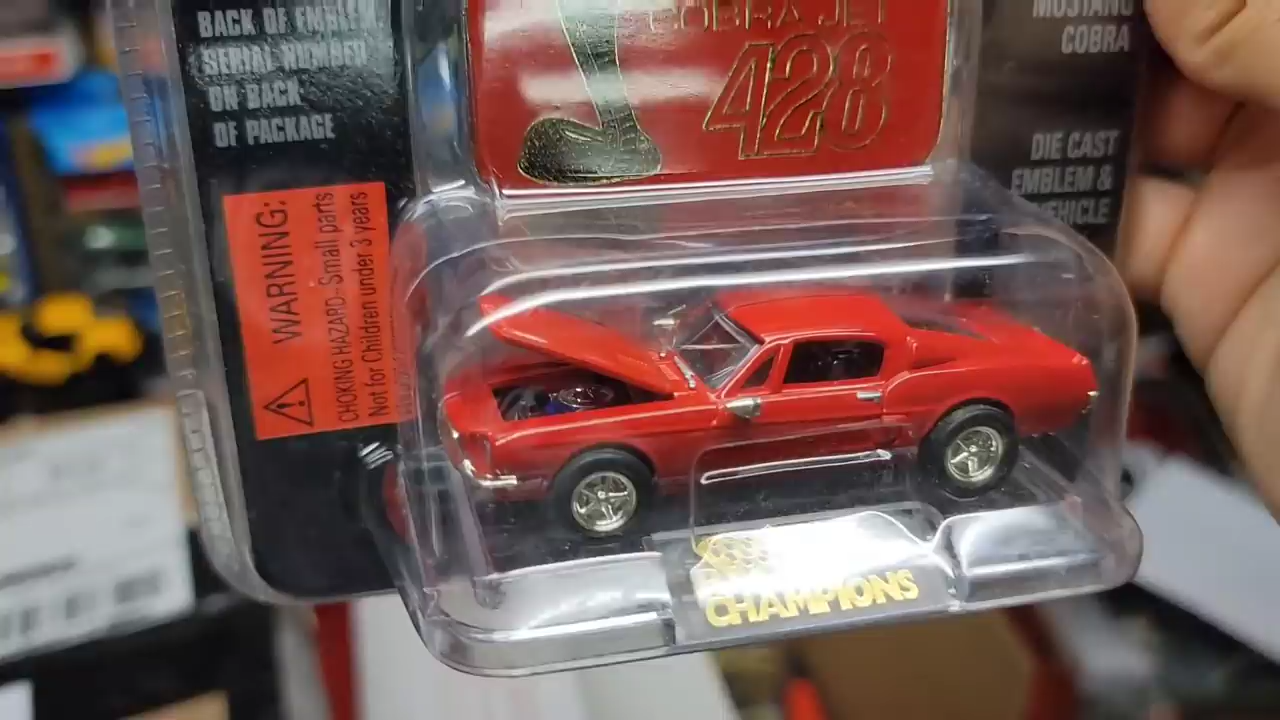 BACK OF EMBLEM
SERIAL NUMBER
ON BACK
OF PACKAGE
COBRA JET
428
MUSTANG
COBRA
DIE CAST
EMBLEM &
VEHICLE
WARNING:
CHOKING HAZARD-Small parts
Not for Children under 3 years
CHAMPIONS